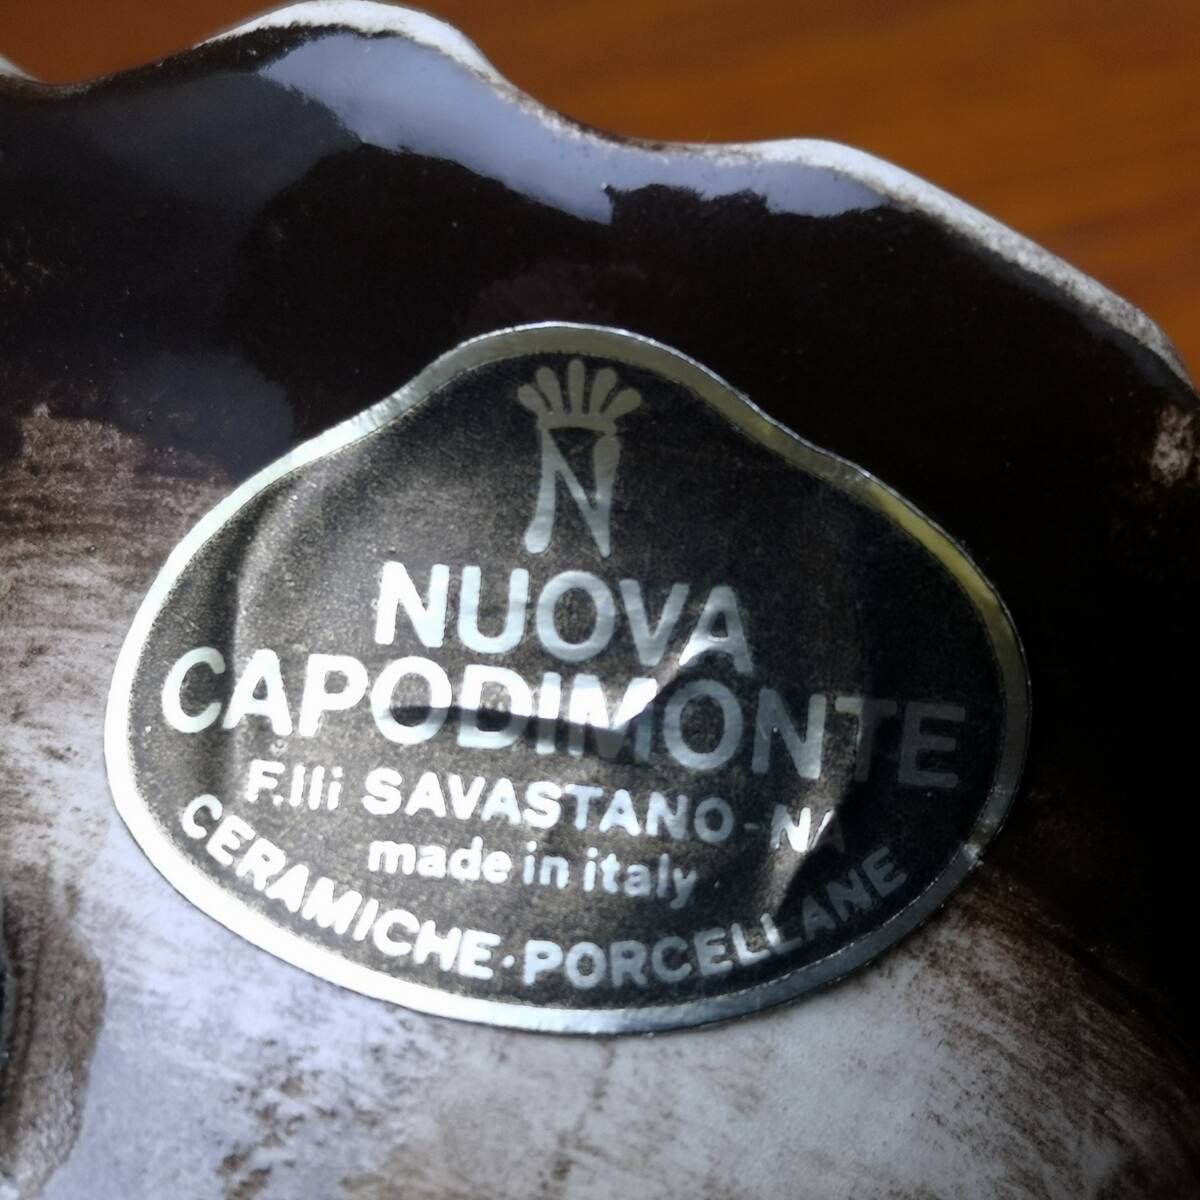 N
NUOVA
CAPODIMONTE
F.lli SAVASTANO - NA
made in italy
CERAMICHE · PORCELLANE